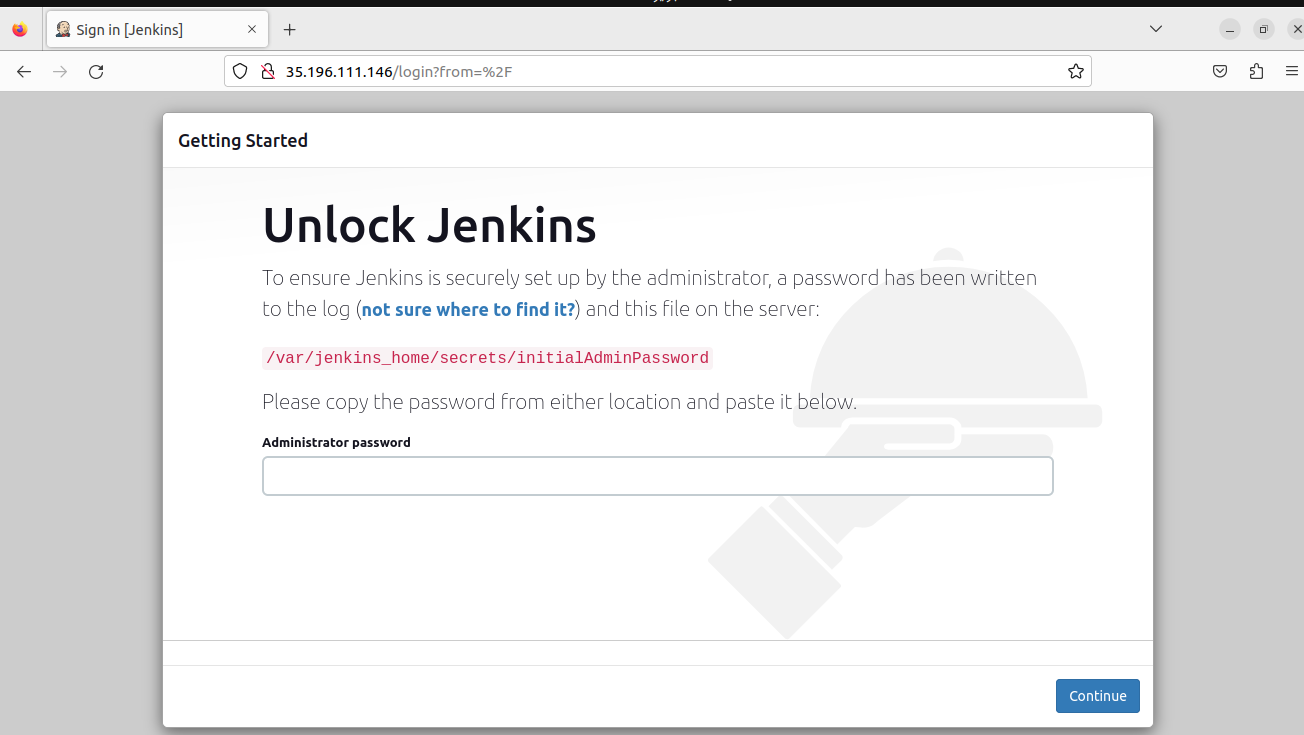 Sign in [Jenkins]
35.196.111.146/login?from=%2F
Getting Started
Unlock Jenkins
To ensure Jenkins is securely set up by the administrator, a password has been written
to the log (not sure where to find it?) and this file on the server:
/var/jenkins_home/secrets/initialAdminPassword
Please copy the password from either location and paste it below.
Administrator password
Continue